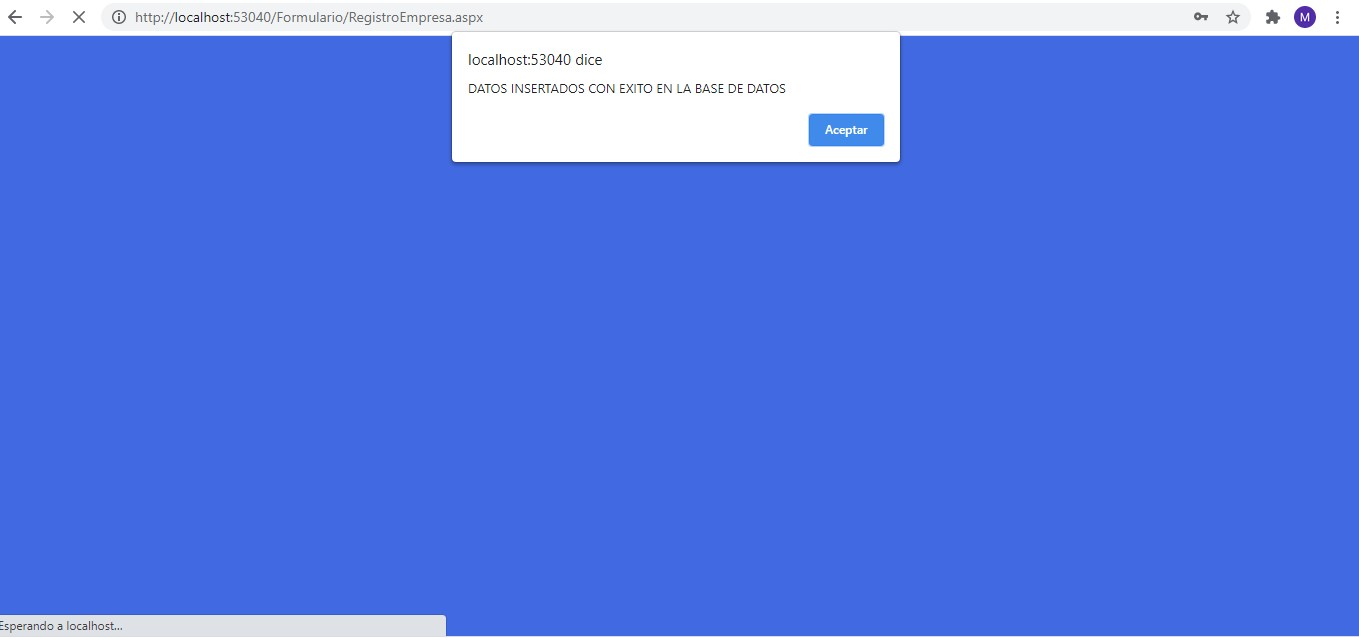 http://localhost:53040/Formulario/RegistroEmpresa.aspx
M
localhost:53040 dice
DATOS INSERTADOS CON EXITO EN LA BASE DE DATOS
Aceptar
Esperando a localhost...